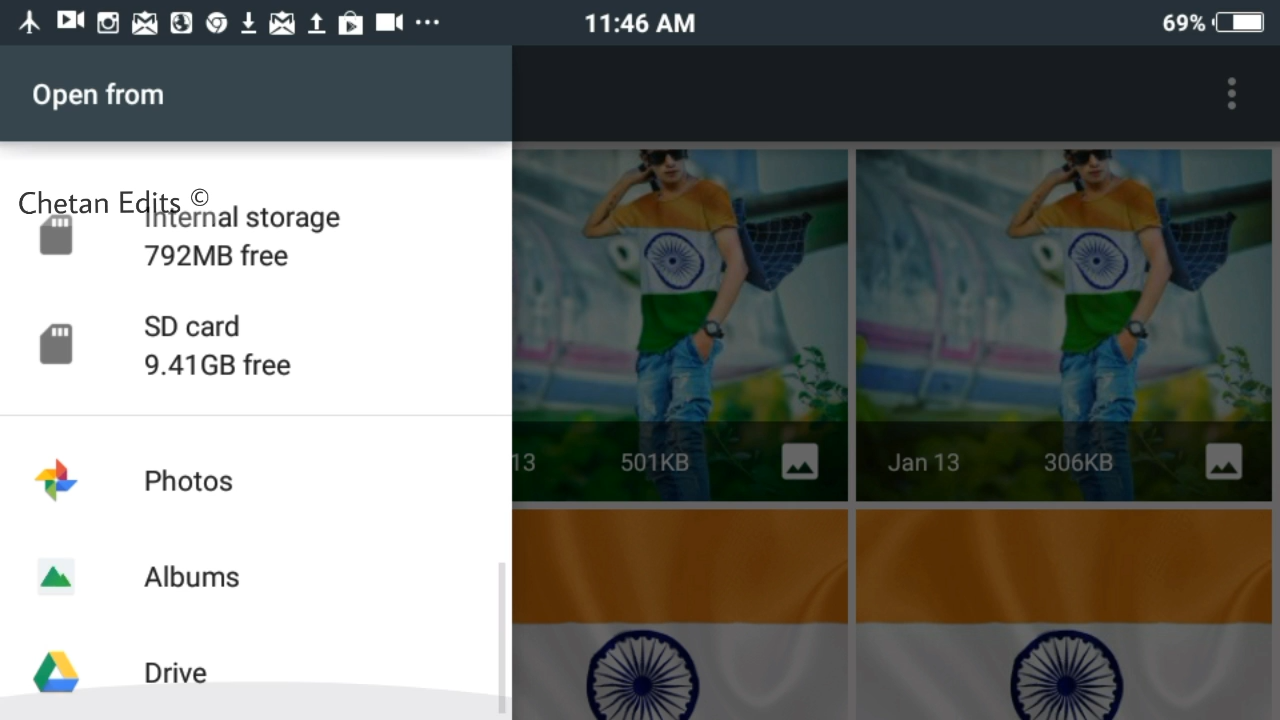 11:46 AM
69%
Open from
Chetan Edits ©
Internal storage
792MB free
SD card
9.41GB free
Photos
Albums
Drive
13 501KB
Jan 13 306KB